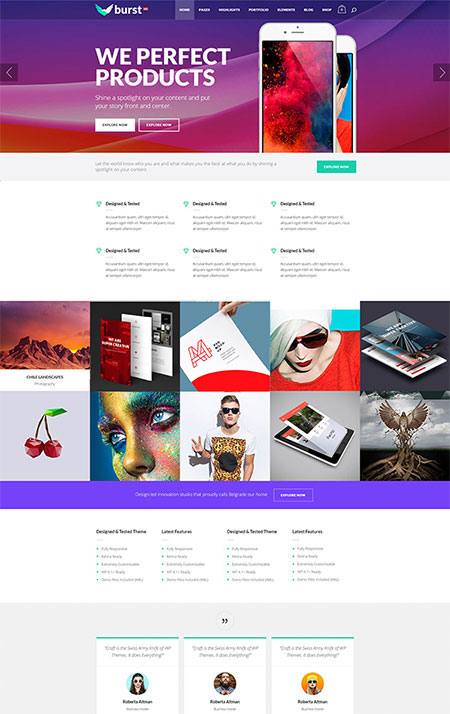 burst
HOME PAGES HIGHLIGHTS PORTFOLIO ELEMENTS BLOG SHOP
WE PERFECT
PRODUCTS
Shine a spotlight on your content and put
your story front and center.
EXPLORE NOW EXPLORE NOW
Let the world know who you are and what makes you the best at what you do by shining a
spotlight on your content
EXPLORE NOW
Designed & Tested Designed & Tested Designed & Tested
Accusantium quam, ultri eget tempor id,
aliquam eget nibh et. Maecen aliquam, risus
at semper ullamcorper.
Accusantium quam, ultri eget tempor id,
aliquam eget nibh et. Maecen aliquam, risus
at semper ullamcorper.
Accusantium quam, ultri eget tempor id,
aliquam eget nibh et. Maecen aliquam, risus
at semper ullamcorper.
Designed & Tested Designed & Tested Designed & Tested
Accusantium quam, ultri eget tempor id,
aliquam eget nibh et. Maecen aliquam, risus
at semper ullamcorper.
Accusantium quam, ultri eget tempor id,
aliquam eget nibh et. Maecen aliquam, risus
at semper ullamcorper.
Accusantium quam, ultri eget tempor id,
aliquam eget nibh et. Maecen aliquam, risus
at semper ullamcorper.
CHILE LANDSCAPES
Photography
WE ARE
SUPER CREATIVE
Design-led innovation studio that proudly calls Belgrade our home
EXPLORE NOW
Designed & Tested Theme Latest Features Designed & Tested Latest Features
Fully Responsive Fully Responsive Fully Responsive Fully Responsive
Retina Ready Retina Ready Retina Ready Retina Ready
Extremely Customizable Extremely Customizable Extremely Customizable Extremely Customizable
WP 4.1+ Ready WP 4.1+ Ready WP 4.1+ Ready WP 4.1+ Ready
Demo Files Included (XML) Demo Files Included (XML) Demo Files Included (XML) Demo Files Included (XML)
"Craft is the Swiss Army Knife of WP
Themes. It does Everything!"
"Craft is the Swiss Army Knife of WP
Themes. It does Everything!"
"Craft is the Swiss Army Knife of WP
Themes. It does Everything!"
Roberta Altman Roberta Altman Roberta Altman
Business Insider Business Insider Business Insider